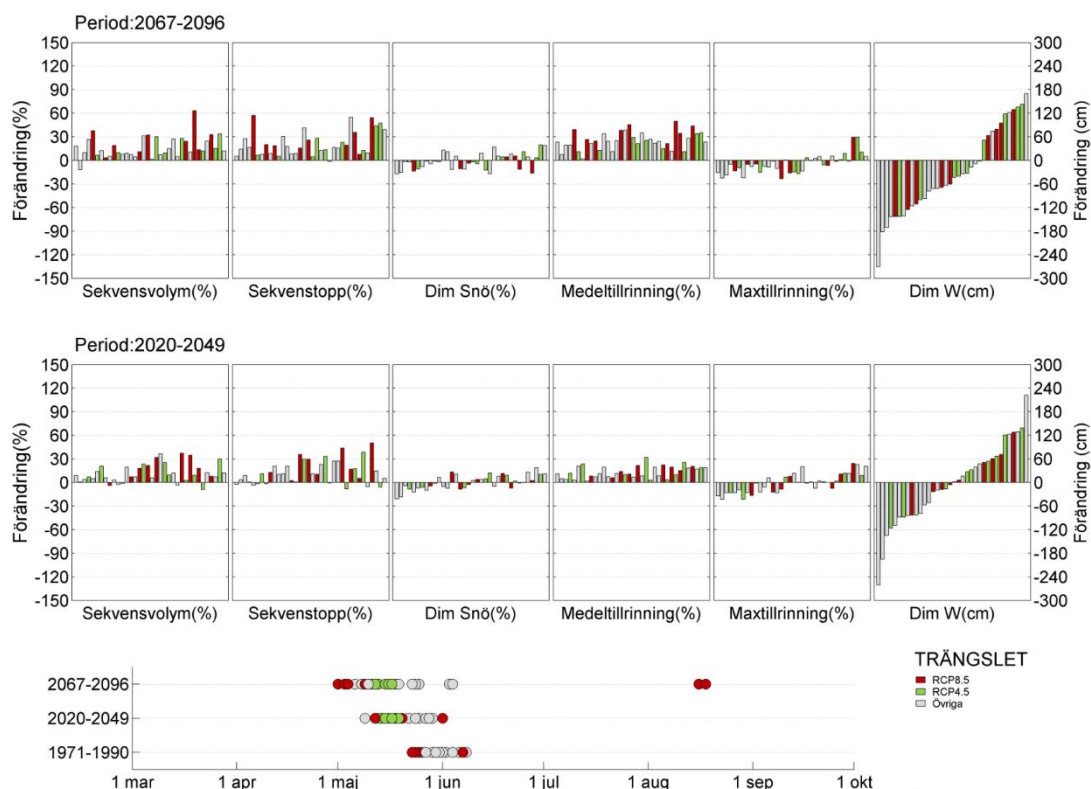 Period:2067-2096
150 300
120 240
90 180
60 120
30 60
0 0
-30 -60
-60 -120
-90 -180
-120 -240
-150 -300
Förändring(%)
Förändring (cm)
Sekvensvolym(%) Sekvenstopp(%) Dim Snö(%) Medeltillrinning(%) Maxtillrinning(%) Dim W(cm)
Period:2020-2049
150 300
120 240
90 180
60 120
30 60
0 0
-30 -60
-60 -120
-90 -180
-120 -240
-150 -300
Förändring(%)
Förändring (cm)
Sekvensvolym(%) Sekvenstopp(%) Dim Snö(%) Medeltillrinning(%) Maxtillrinning(%) Dim W(cm)
TRÄNGSLET
RCP8.5
RCP4.5
Övriga
2067-2096
2020-2049
1971-1990
1 mar 1 apr 1 maj 1 jun 1 jul 1 aug 1 sep 1 okt